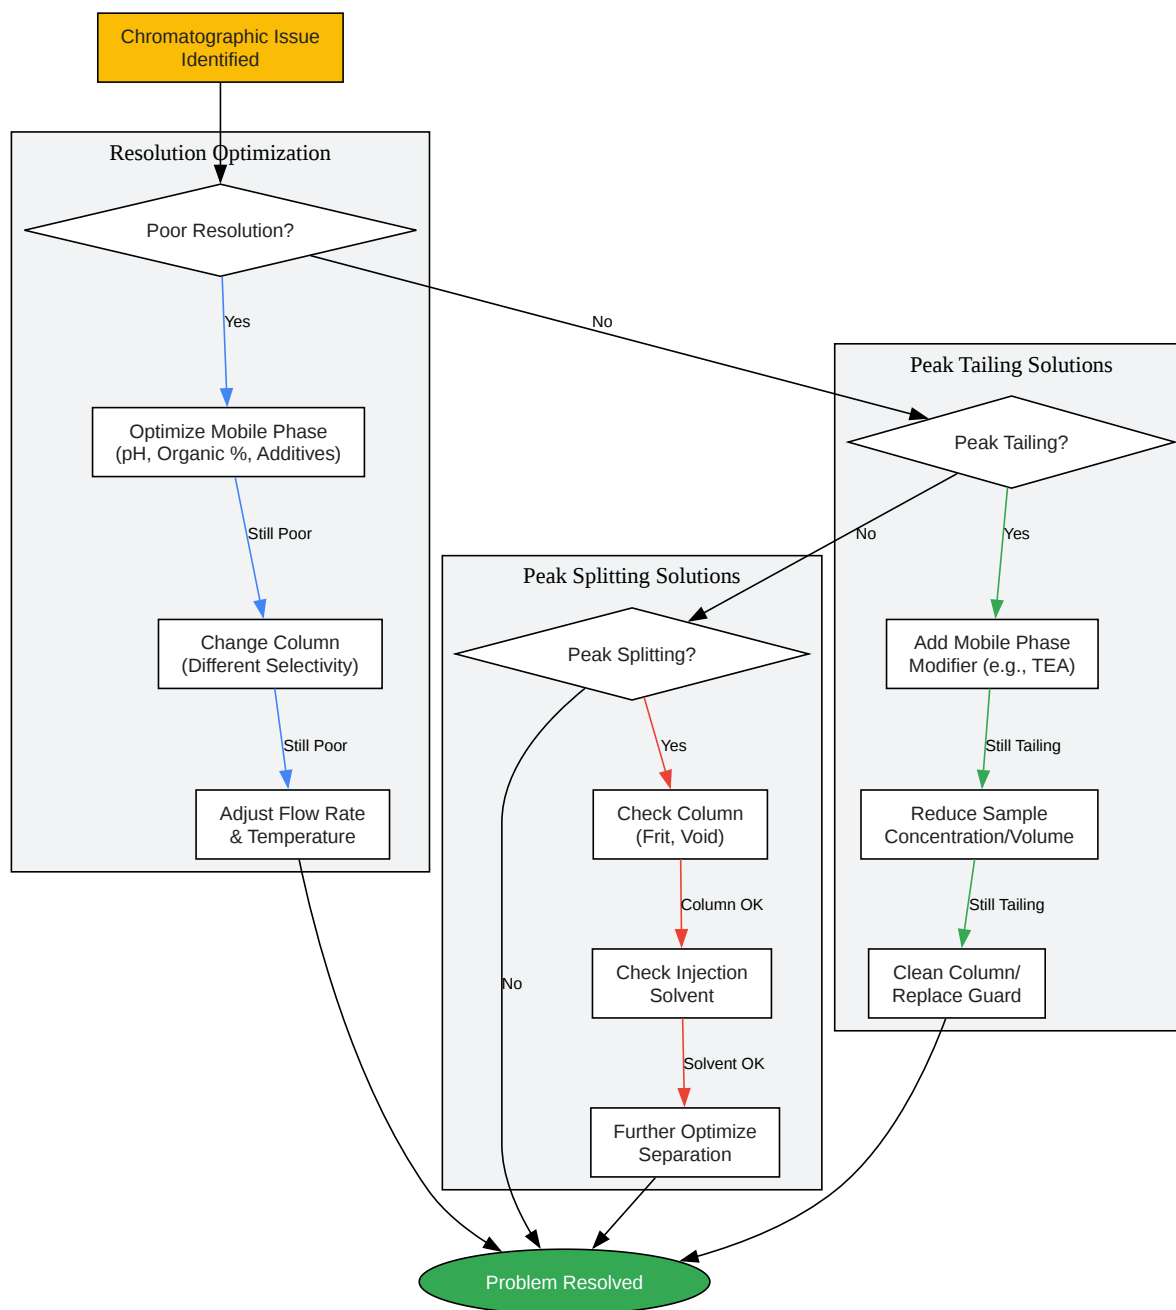 Chromatographic Issue
Identified
Resolution Optimization
Poor Resolution?
Yes
No
Optimize Mobile Phase
(pH, Organic %, Additives)
Still Poor
Change Column
(Different Selectivity)
Still Poor
Adjust Flow Rate
& Temperature
Peak Tailing Solutions
Peak Tailing?
No
Yes
Add Mobile Phase
Modifier (e.g., TEA)
Still Tailing
Reduce Sample
Concentration/Volume
Still Tailing
Clean Column/
Replace Guard
Peak Splitting Solutions
Peak Splitting?
Yes
No
Check Column
(Frit, Void)
Column OK
Check Injection
Solvent
Solvent OK
Further Optimize
Separation
Problem Resolved